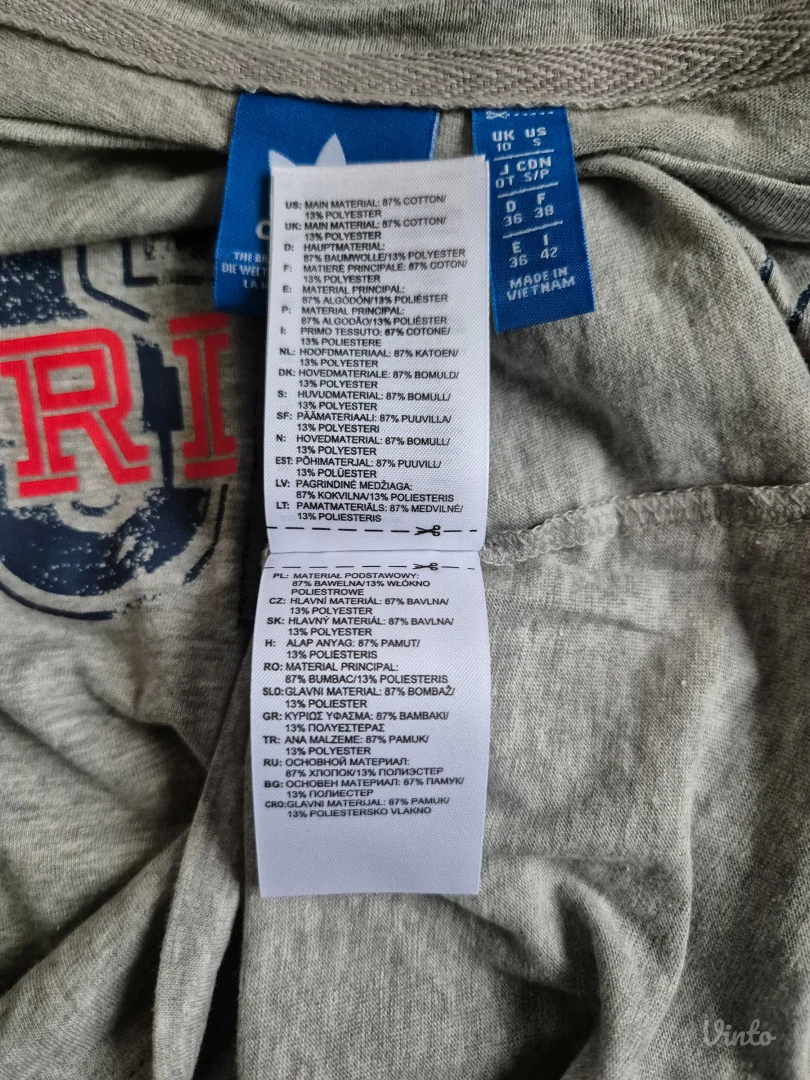 UK US
10 S
J CDN
OT S/P
D F
36 38
E I
36 42
MADE IN
VIETNAM
THE
DIE WELT
LA
RI
US: MAIN MATERIAL: 87% COTTON/
13% POLYESTER
UK: MAIN MATERIAL: 87% COTTON/
13% POLYESTER
D: HAUPTMATERIAL:
87% BAUMWOLLE/13% POLYESTER
F: MATIERE PRINCIPALE: 87% COTON/
13% POLYESTER
E: MATERIAL PRINCIPAL:
87% ALGODÓN/13% POLIÉSTER
P: MATERIAL PRINCIPAL:
87% ALGODÃO/13% POLIÉSTER
I: PRIMO TESSUTO: 87% COTONE/
13% POLIESTERE
NL: HOOFDMATERIAAL: 87% KATOEN/
13% POLYESTER
DK: HOVEDMATERIALE: 87% BOMULD/
13% POLYESTER
S: HUVUDMATERIAL: 87% BOMULL/
13% POLYESTER
SF: PÄÄMATERIAALI: 87% PUUVILLA/
13% POLYESTERI
N: HOVEDMATERIAL: 87% BOMULL/
13% POLYESTER
EST: PÕHIMATERJAL: 87% PUUVILL/
13% POLÜESTER
LV: PAGRINDINĖ MEDŽIAGA:
87% KOKVILNA/13% POLIESTERIS
LT: PAMATMATERIĀLS: 87% MEDVILNĖ/
13% POLIESTERIS
PL: MATERIAŁ PODSTAWOWY:
87% BAWEŁNA/13% WŁÓKNO
POLIESTROWE
CZ: HLAVNÍ MATERIÁL: 87% BAVLNA/
13% POLYESTER
SK: HLAVNÝ MATERIÁL: 87% BAVLNA/
13% POLYESTER
H: ALAP ANYAG: 87% PAMUT/
13% POLIESTERIS
RO: MATERIAL PRINCIPAL:
87% BUMBAC/13% POLIESTERIS
SLO: GLAVNI MATERIAL: 87% BOMBAŽ/
13% POLIESTER
GR: ΚΥΡΙΩΣ ΥΦΑΣΜΑ: 87% ΒΑΜΒΑΚΙ/
13% ΠΟΛΥΕΣΤΕΡΑΣ
TR: ANA MALZEME: 87% PAMUK/
13% POLYESTER
RU: ОСНОВНОЙ МАТЕРИАЛ:
87% ХЛОПОК/13% ПОЛИЭСТЕР
BG: ОСНОВЕН МАТЕРИАЛ: 87% ПАМУК/
13% ПОЛИЕСТЕР
CRO: GLAVNI MATERIJAL: 87% PAMUK/
13% POLIESTERSKO VLAKNO
Vinto